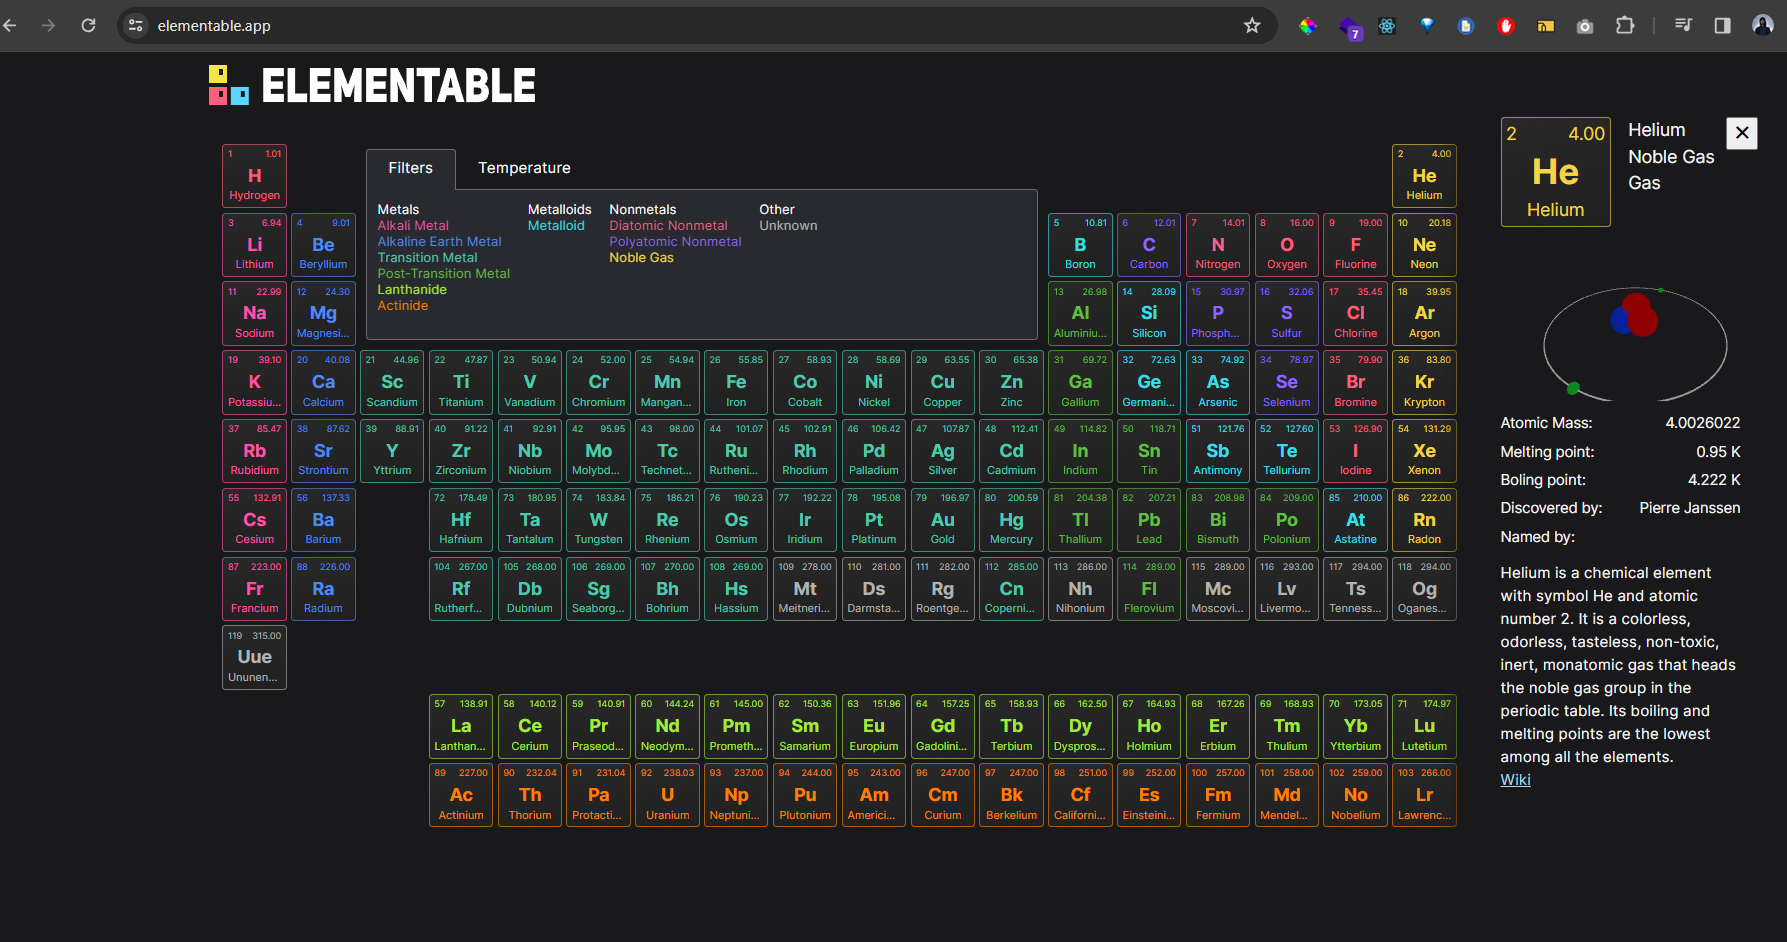 elementable.app
7
ELEMENTABLE
1 1.01
H
Hydrogen
Filters Temperature
2 4.00
He
Helium
2 4.00
He
Helium
Helium
Noble Gas
Gas
Metals Metalloids Nonmetals Other
Alkali Metal Metalloid Diatomic Nonmetal Unknown
Alkaline Earth Metal Polyatomic Nonmetal
Transition Metal Noble Gas
Post-Transition Metal
Lanthanide
Actinide
3 6.94 4 9.01 5 10.81 6 12.01 7 14.01 8 16.00 9 19.00 10 20.18
Li Be B C N O F Ne
Lithium Beryllium Boron Carbon Nitrogen Oxygen Fluorine Neon
11 22.99 12 24.30 13 26.98 14 28.09 15 30.97 16 32.06 17 35.45 18 39.95
Na Mg Al Si P S Cl Ar
Sodium Magnesi... Aluminiu... Silicon Phosph... Sulfur Chlorine Argon
19 39.10 20 40.08 21 44.96 22 47.87 23 50.94 24 52.00 25 54.94 26 55.85 27 58.93 28 58.69 29 63.55 30 65.38 31 69.72 32 72.63 33 74.92 34 78.97 35 79.90 36 83.80
K Ca Sc Ti V Cr Mn Fe Co Ni Cu Zn Ga Ge As Se Br Kr
Potassiu... Calcium Scandium Titanium Vanadium Chromium Mangan... Iron Cobalt Nickel Copper Zinc Gallium Germani... Arsenic Selenium Bromine Krypton
37 85.47 38 87.62 39 88.91 40 91.22 41 92.91 42 95.95 43 98.00 44 101.07 45 102.91 46 106.42 47 107.87 48 112.41 49 114.82 50 118.71 51 121.76 52 127.60 53 126.90 54 131.29
Rb Sr Y Zr Nb Mo Tc Ru Rh Pd Ag Cd In Sn Sb Te I Xe
Rubidium Strontium Yttrium Zirconium Niobium Molybd... Technet... Rutheni... Rhodium Palladium Silver Cadmium Indium Tin Antimony Tellurium Iodine Xenon
55 132.91 56 137.33 72 178.49 73 180.95 74 183.84 75 186.21 76 190.23 77 192.22 78 195.08 79 196.97 80 200.59 81 204.38 82 207.21 83 208.98 84 209.00 85 210.00 86 222.00
Cs Ba Hf Ta W Re Os Ir Pt Au Hg Tl Pb Bi Po At Rn
Cesium Barium Hafnium Tantalum Tungsten Rhenium Osmium Iridium Platinum Gold Mercury Thallium Lead Bismuth Polonium Astatine Radon
87 223.00 88 226.00 104 267.00 105 268.00 106 269.00 107 270.00 108 269.00 109 278.00 110 281.00 111 282.00 112 285.00 113 286.00 114 289.00 115 289.00 116 293.00 117 294.00 118 294.00
Fr Ra Rf Db Sg Bh Hs Mt Ds Rg Cn Nh Fl Mc Lv Ts Og
Francium Radium Rutherf... Dubnium Seaborg... Bohrium Hassium Meitneri... Darmsta... Roentge... Coperni... Nihonium Flerovium Moscovi... Livermo... Tenness... Oganes...
119 315.00
Uue
Ununen...
57 138.91 58 140.12 59 140.91 60 144.24 61 145.00 62 150.36 63 151.96 64 157.25 65 158.93 66 162.50 67 164.93 68 167.26 69 168.93 70 173.05 71 174.97
La Ce Pr Nd Pm Sm Eu Gd Tb Dy Ho Er Tm Yb Lu
Lanthan... Cerium Praseod... Neodym... Prometh... Samarium Europium Gadolini... Terbium Dyspros... Holmium Erbium Thulium Ytterbium Lutetium
89 227.00 90 232.04 91 231.04 92 238.03 93 237.00 94 244.00 95 243.00 96 247.00 97 247.00 98 251.00 99 252.00 100 257.00 101 258.00 102 259.00 103 266.00
Ac Th Pa U Np Pu Am Cm Bk Cf Es Fm Md No Lr
Actinium Thorium Protacti... Uranium Neptuni... Plutonium Americi... Curium Berkelium Californi... Einsteini... Fermium Mendel... Nobelium Lawrenc...
Atomic Mass: 4.0026022
Melting point: 0.95 K
Boling point: 4.222 K
Discovered by: Pierre Janssen
Named by:
Helium is a chemical element
with symbol He and atomic
number 2. It is a colorless,
odorless, tasteless, non-toxic,
inert, monatomic gas that heads
the noble gas group in the
periodic table. Its boiling and
melting points are the lowest
among all the elements.
Wiki